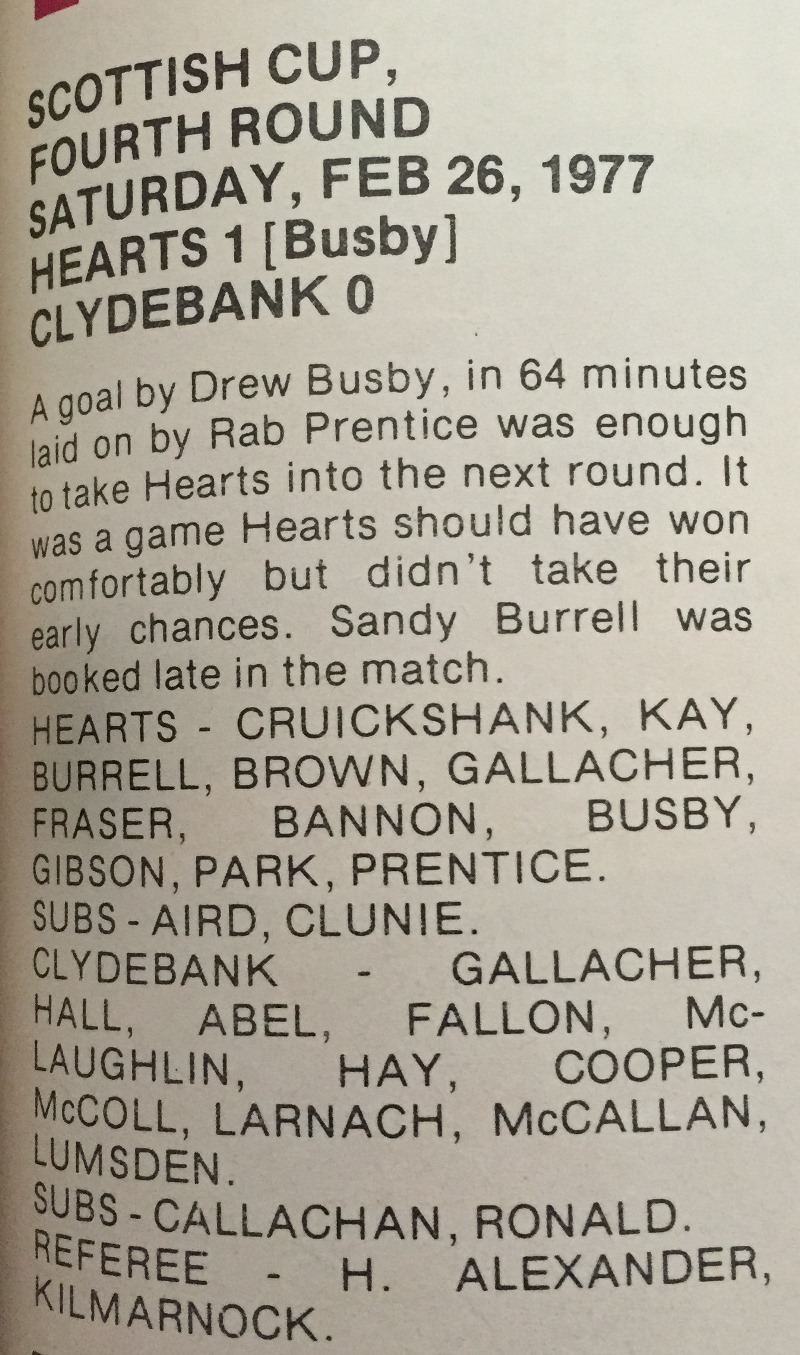 SCOTTISH CUP,
FOURTH ROUND
SATURDAY, FEB 26, 1977
HEARTS 1 [Busby]
CLYDEBANK 0
A goal by Drew Busby, in 64 minutes
laid on by Rab Prentice was enough
to take Hearts into the next round. It
was a game Hearts should have won
comfortably but didn't take their
early chances. Sandy Burrell was
booked late in the match.
HEARTS - CRUICKSHANK, KAY,
BURRELL, BROWN, GALLACHER,
FRASER, BANNON, BUSBY,
GIBSON, PARK, PRENTICE.
SUBS - AIRD, CLUNIE.
CLYDEBANK - GALLACHER,
HALL, ABEL, FALLON, Mc-
LAUGHLIN, HAY, COOPER,
McCOLL, LARNACH, McCALLAN,
LUMSDEN.
SUBS - CALLACHAN, RONALD.
REFEREE - H. ALEXANDER,
KILMARNOCK.